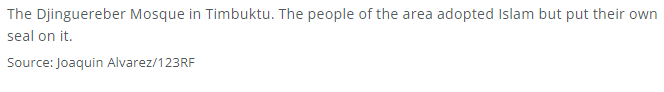 The Djinguereber Mosque in Timbuktu. The people of the area adopted Islam but put their own
seal on it.
Source: Joaquin Alvarez/123RF